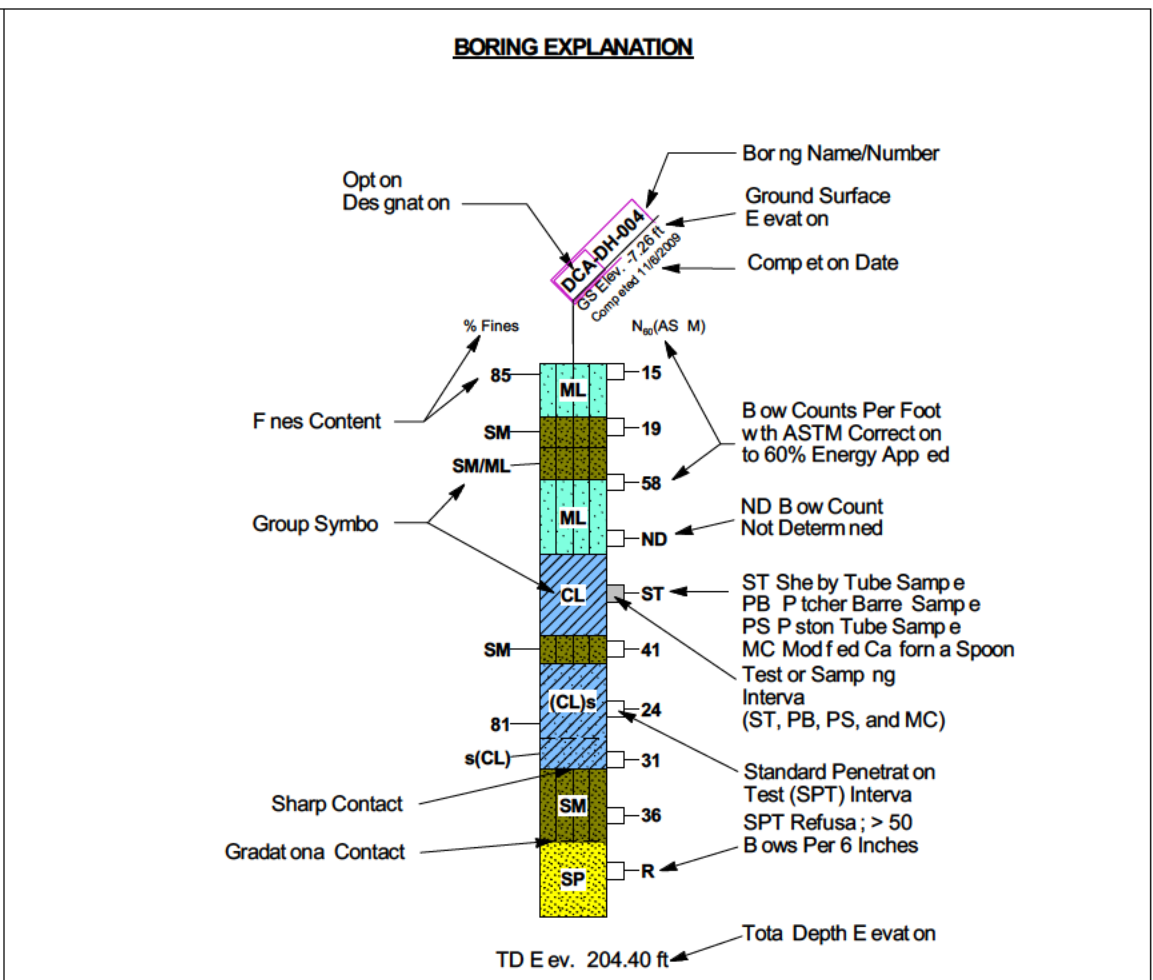 BORING EXPLANATION
Bor ng Name/Number
Opt on
Des gnat on
Ground Surface
E evat on
DCA-DH-004
GS Elev. -7.26 ft
Comp eted 11/6/2009
Comp et on Date
% Fines
N60(AS M)
85
ML
15
F nes Content
SM
19
B ow Counts Per Foot
w th ASTM Correct on
to 60% Energy App ed
SM/ML
58
Group Symbo
ML
ND
ND B ow Count
Not Determ ned
CL
ST
ST She by Tube Samp e
PB P tcher Barre Samp e
PS P ston Tube Samp e
MC Mod f ed Ca forn a Spoon
SM
41
Test or Samp ng
Interva
(ST, PB, PS, and MC)
(CL)s
24
81
s(CL)
31
Standard Penetrat on
Test (SPT) Interva
Sharp Contact
SM
36
SPT Refusa ; > 50
B ows Per 6 Inches
Gradat ona Contact
SP
R
Tota Depth E evat on
TD E ev. 204.40 ft